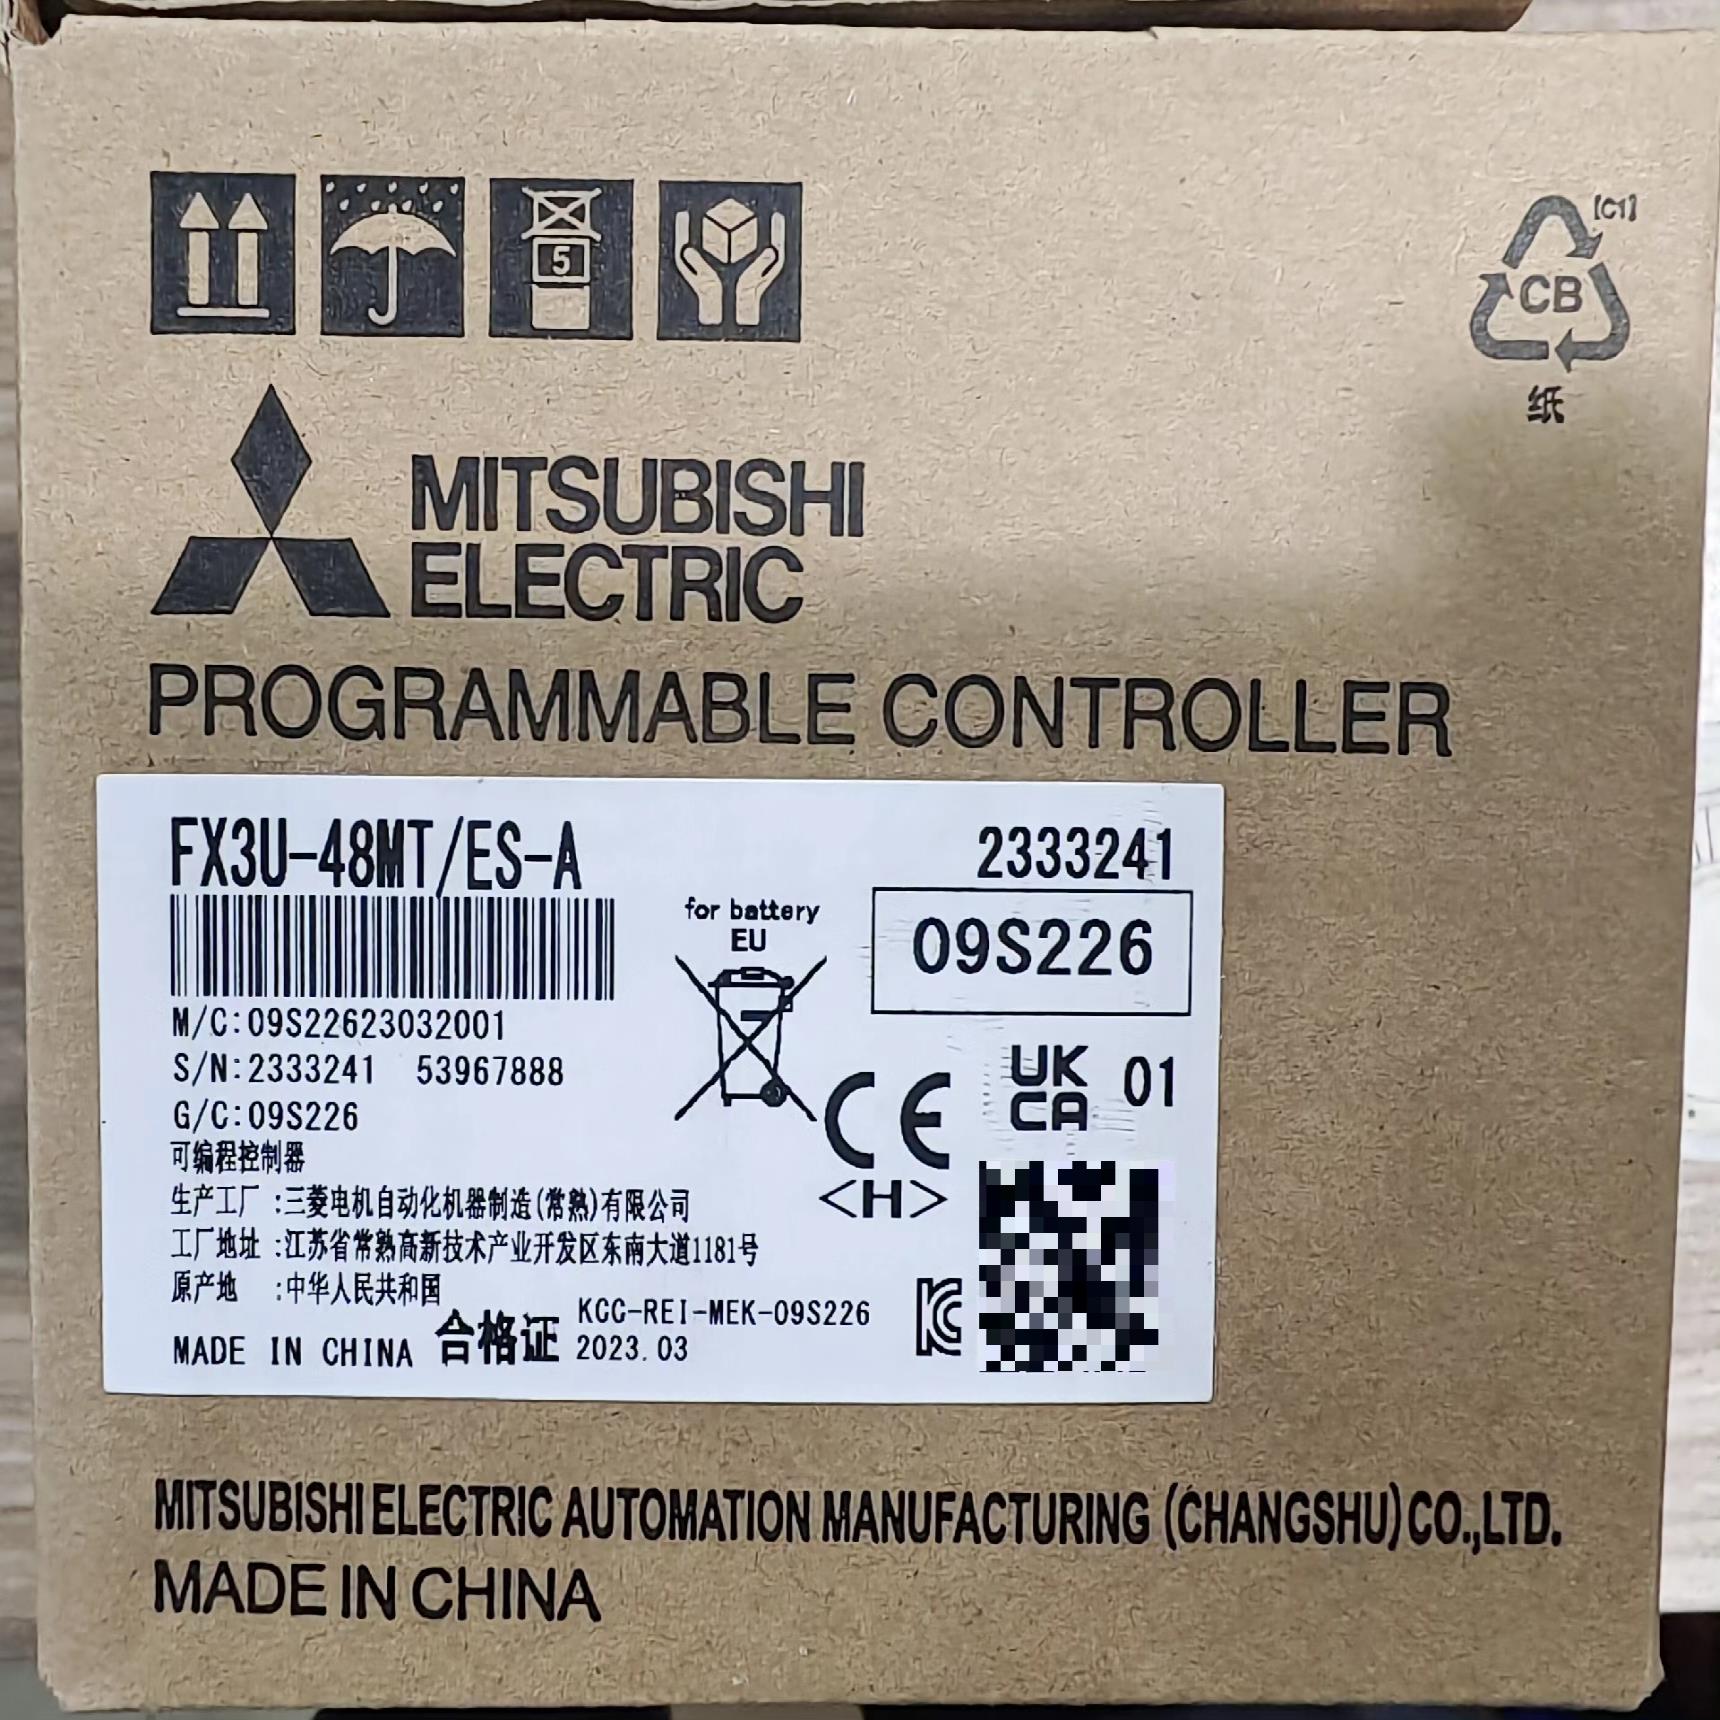 5
[C1]
CB
纸
MITSUBISHI
ELECTRIC
PROGRAMMABLE CONTROLLER
FX3U-48MT/ES-A
2333241
for battery
EU
09S226
M/C:09S22623032001
S/N:2333241 53967888
G/C:09S226
CE
UK
CA
01
<H>
可编程控制器
生产工厂 :三菱电机自动化机器制造(常熟)有限公司
工厂地址 :江苏省常熟高新技术产业开发区东南大道1181号
原产地 :中华人民共和国
MADE IN CHINA 合格证
KCC-REI-MEK-09S226
2023.03
MITSUBISHI ELECTRIC AUTOMATION MANUFACTURING (CHANGSHU) CO.,LTD.
MADE IN CHINA